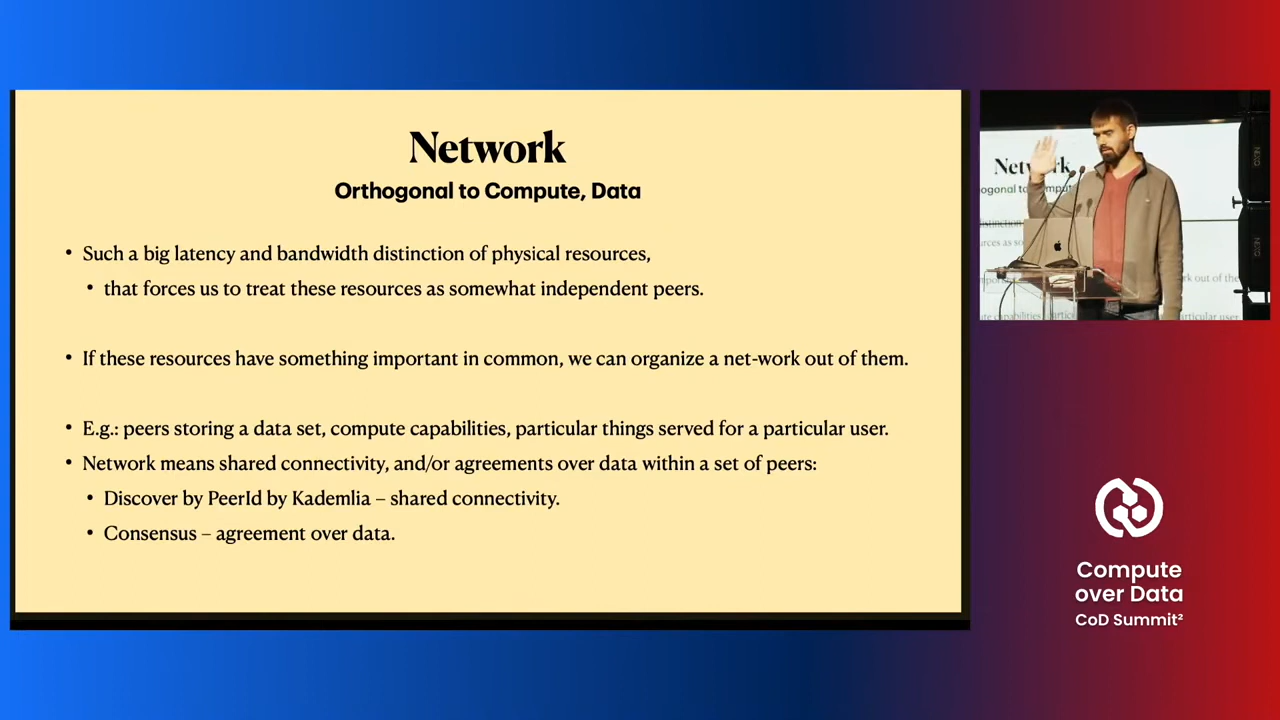 Network
Orthogonal to Compute, Data
• Such a big latency and bandwidth distinction of physical resources,
• that forces us to treat these resources as somewhat independent peers.
• If these resources have something important in common, we can organize a net-work out of them.
• E.g.: peers storing a data set, compute capabilities, particular things served for a particular user.
• Network means shared connectivity, and/or agreements over data within a set of peers:
• Discover by PeerId by Kademlia – shared connectivity.
• Consensus – agreement over data.
Compute
over Data
CoD Summit²